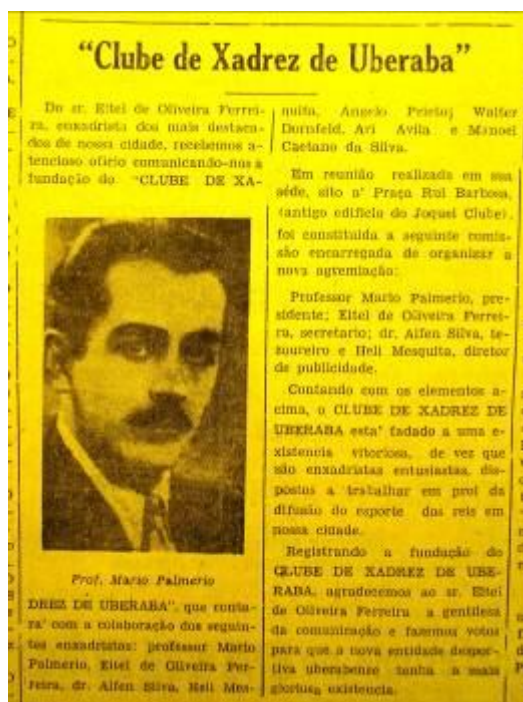 "Clube de Xadrez de Uberaba"
Do sr. Eitel de Oliveira Ferrei-
ra, enxadrista dos mais destaca-
dos de nossa cidade, recebemos a-
tencioso oficio comunicando-nos a
fundação do "CLUBE DE XA-
Prof. Mario Palmerio
DREZ DE UBERABA", que conta-
ra' com a colaboração dos seguin-
tes enxadristas: professor Mario
Palmerio, Eitel de Oliveira Fer-
reira, dr. Alfen Silva, Heli Mes-
quita, Angelo Prieto; Walter
Dornfeld, Ari Avila e Manoel
Caetano da Silva.
Em reunião realizada em sua
séde, sito a' Praça Rui Barbosa,
(antigo edificio do Joquei Clube),
foi constituida a seguinte comis-
são encarregada de organizar a
nova agremiação:
Professor Mario Palmerio, pre-
sidente; Eitel de Oliveira Ferrei-
ra, secretario; dr. Alfen Silva, te-
zoureiro e Heli Mesquita, diretor
de publicidade.
Contando com os elementos a-
cima, o CLUBE DE XADREZ DE
UBERABA esta' fadado a uma e-
xistencia vitoriosa, de vez que
são enxadristas entusiastas, dis-
postos a trabalhar em prol da
difusão do esporte dos reis em
nossa cidade.
Registrando a fundação do
CLUBE DE XADREZ DE UBE-
RABA, agradecemos ao sr. Eitel
de Oliveira Ferreira a gentileza
da comunicação e fazemos votos
para que a nova entidade despor-
tiva uberabense tenha a mais
gloriosa existencia.